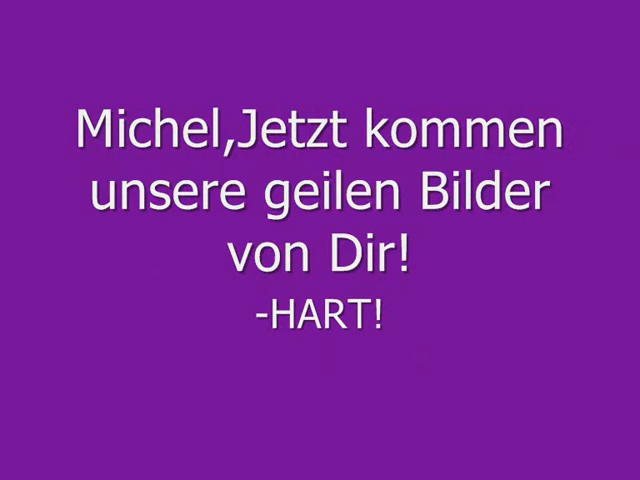 Michel,Jetzt kommen
unsere geilen Bilder
von Dir!
-HART!